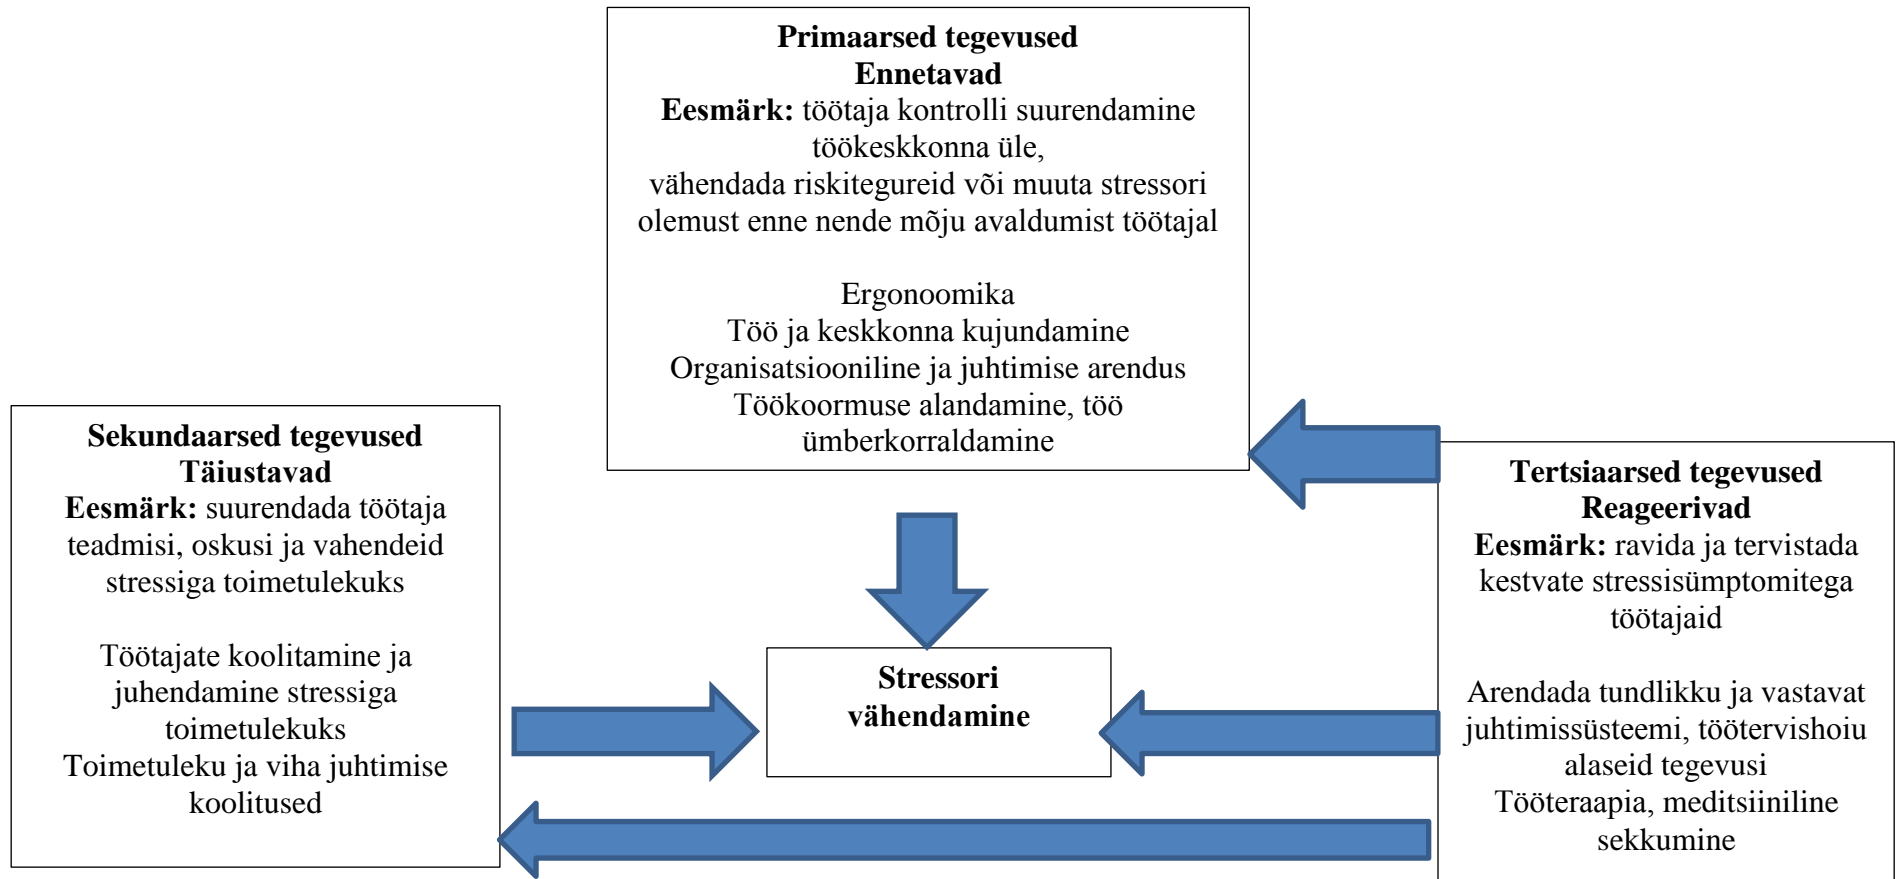 Primaarsed tegevused
Ennetavad
Eesmärk: töötaja kontrolli suurendamine
töökeskkonna üle,
vähendada riskitegureid või muuta stressori
olemust enne nende mõju avaldumist töötajal
Ergonoomika
Töö ja keskkonna kujundamine
Organisatsiooniline ja juhtimise arendus
Töökoormuse alandamine, töö
ümberkorraldamine
Sekundaarsed tegevused
Täiustavad
Eesmärk: suurendada töötaja
teadmisi, oskusi ja vahendeid
stressiga toimetulekuks
Töötajate koolitamine ja
juhendamine stressiga
toimetulekuks
Toimetuleku ja viha juhtimise
koolitused
Stressori
vähendamine
Tertsiaarsed tegevused
Reageerivad
Eesmärk: ravida ja tervistada
kestvate stressisümptomitega
töötajaid
Arendada tundlikku ja vastavat
juhtimissüsteemi, töötervishoiu
alaseid tegevusi
Tööteraapia, meditsiiniline
sekkumine